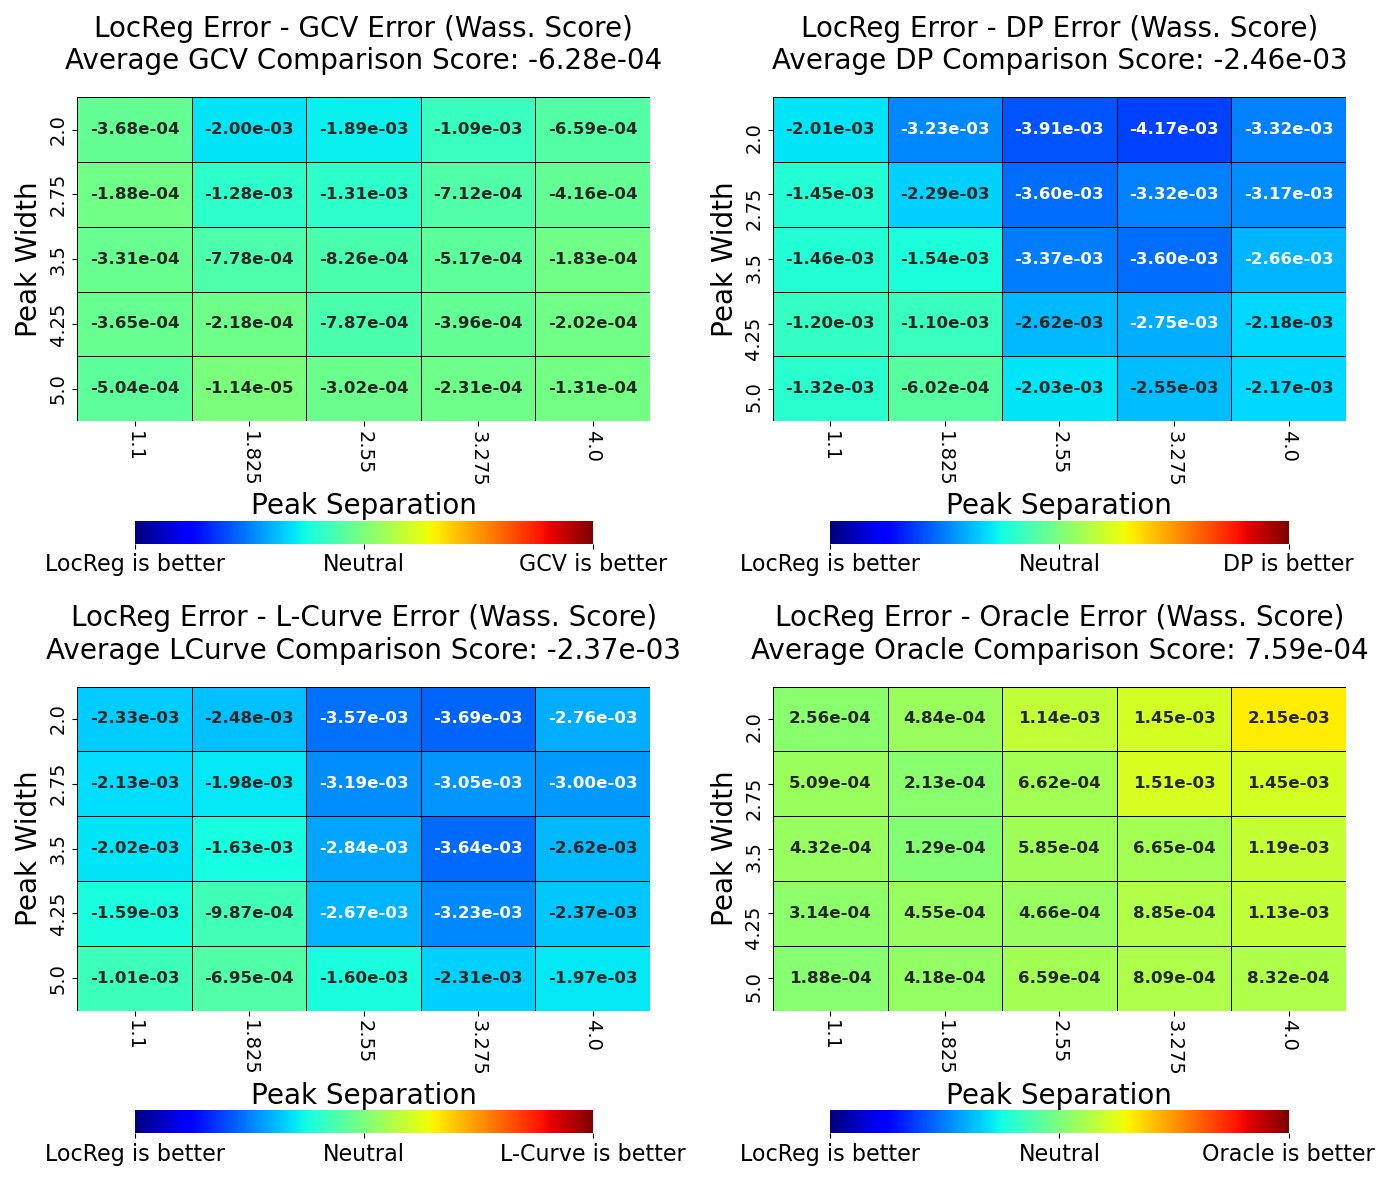 LocReg Error - GCV Error (Wass. Score)
Average GCV Comparison Score: -6.28e-04
Peak Width
2.0 -3.68e-04 -2.00e-03 -1.89e-03 -1.09e-03 -6.59e-04
2.75 -1.88e-04 -1.28e-03 -1.31e-03 -7.12e-04 -4.16e-04
3.5 -3.31e-04 -7.78e-04 -8.26e-04 -5.17e-04 -1.83e-04
4.25 -3.65e-04 -2.18e-04 -7.87e-04 -3.96e-04 -2.02e-04
5.0 -5.04e-04 -1.14e-05 -3.02e-04 -2.31e-04 -1.31e-04
1.1 1.825 2.55 3.275 4.0
Peak Separation
LocReg is better Neutral GCV is better
LocReg Error - DP Error (Wass. Score)
Average DP Comparison Score: -2.46e-03
Peak Width
2.0 -2.01e-03 -3.23e-03 -3.91e-03 -4.17e-03 -3.32e-03
2.75 -1.45e-03 -2.29e-03 -3.60e-03 -3.32e-03 -3.17e-03
3.5 -1.46e-03 -1.54e-03 -3.37e-03 -3.60e-03 -2.66e-03
4.25 -1.20e-03 -1.10e-03 -2.62e-03 -2.75e-03 -2.18e-03
5.0 -1.32e-03 -6.02e-04 -2.03e-03 -2.55e-03 -2.17e-03
1.1 1.825 2.55 3.275 4.0
Peak Separation
LocReg is better Neutral DP is better
LocReg Error - L-Curve Error (Wass. Score)
Average LCurve Comparison Score: -2.37e-03
Peak Width
2.0 -2.33e-03 -2.48e-03 -3.57e-03 -3.69e-03 -2.76e-03
2.75 -2.13e-03 -1.98e-03 -3.19e-03 -3.05e-03 -3.00e-03
3.5 -2.02e-03 -1.63e-03 -2.84e-03 -3.64e-03 -2.62e-03
4.25 -1.59e-03 -9.87e-04 -2.67e-03 -3.23e-03 -2.37e-03
5.0 -1.01e-03 -6.95e-04 -1.60e-03 -2.31e-03 -1.97e-03
1.1 1.825 2.55 3.275 4.0
Peak Separation
LocReg is better Neutral L-Curve is better
LocReg Error - Oracle Error (Wass. Score)
Average Oracle Comparison Score: 7.59e-04
Peak Width
2.0 2.56e-04 4.84e-04 1.14e-03 1.45e-03 2.15e-03
2.75 5.09e-04 2.13e-04 6.62e-04 1.51e-03 1.45e-03
3.5 4.32e-04 1.29e-04 5.85e-04 6.65e-04 1.19e-03
4.25 3.14e-04 4.55e-04 4.66e-04 8.85e-04 1.13e-03
5.0 1.88e-04 4.18e-04 6.59e-04 8.09e-04 8.32e-04
1.1 1.825 2.55 3.275 4.0
Peak Separation
LocReg is better Neutral Oracle is better